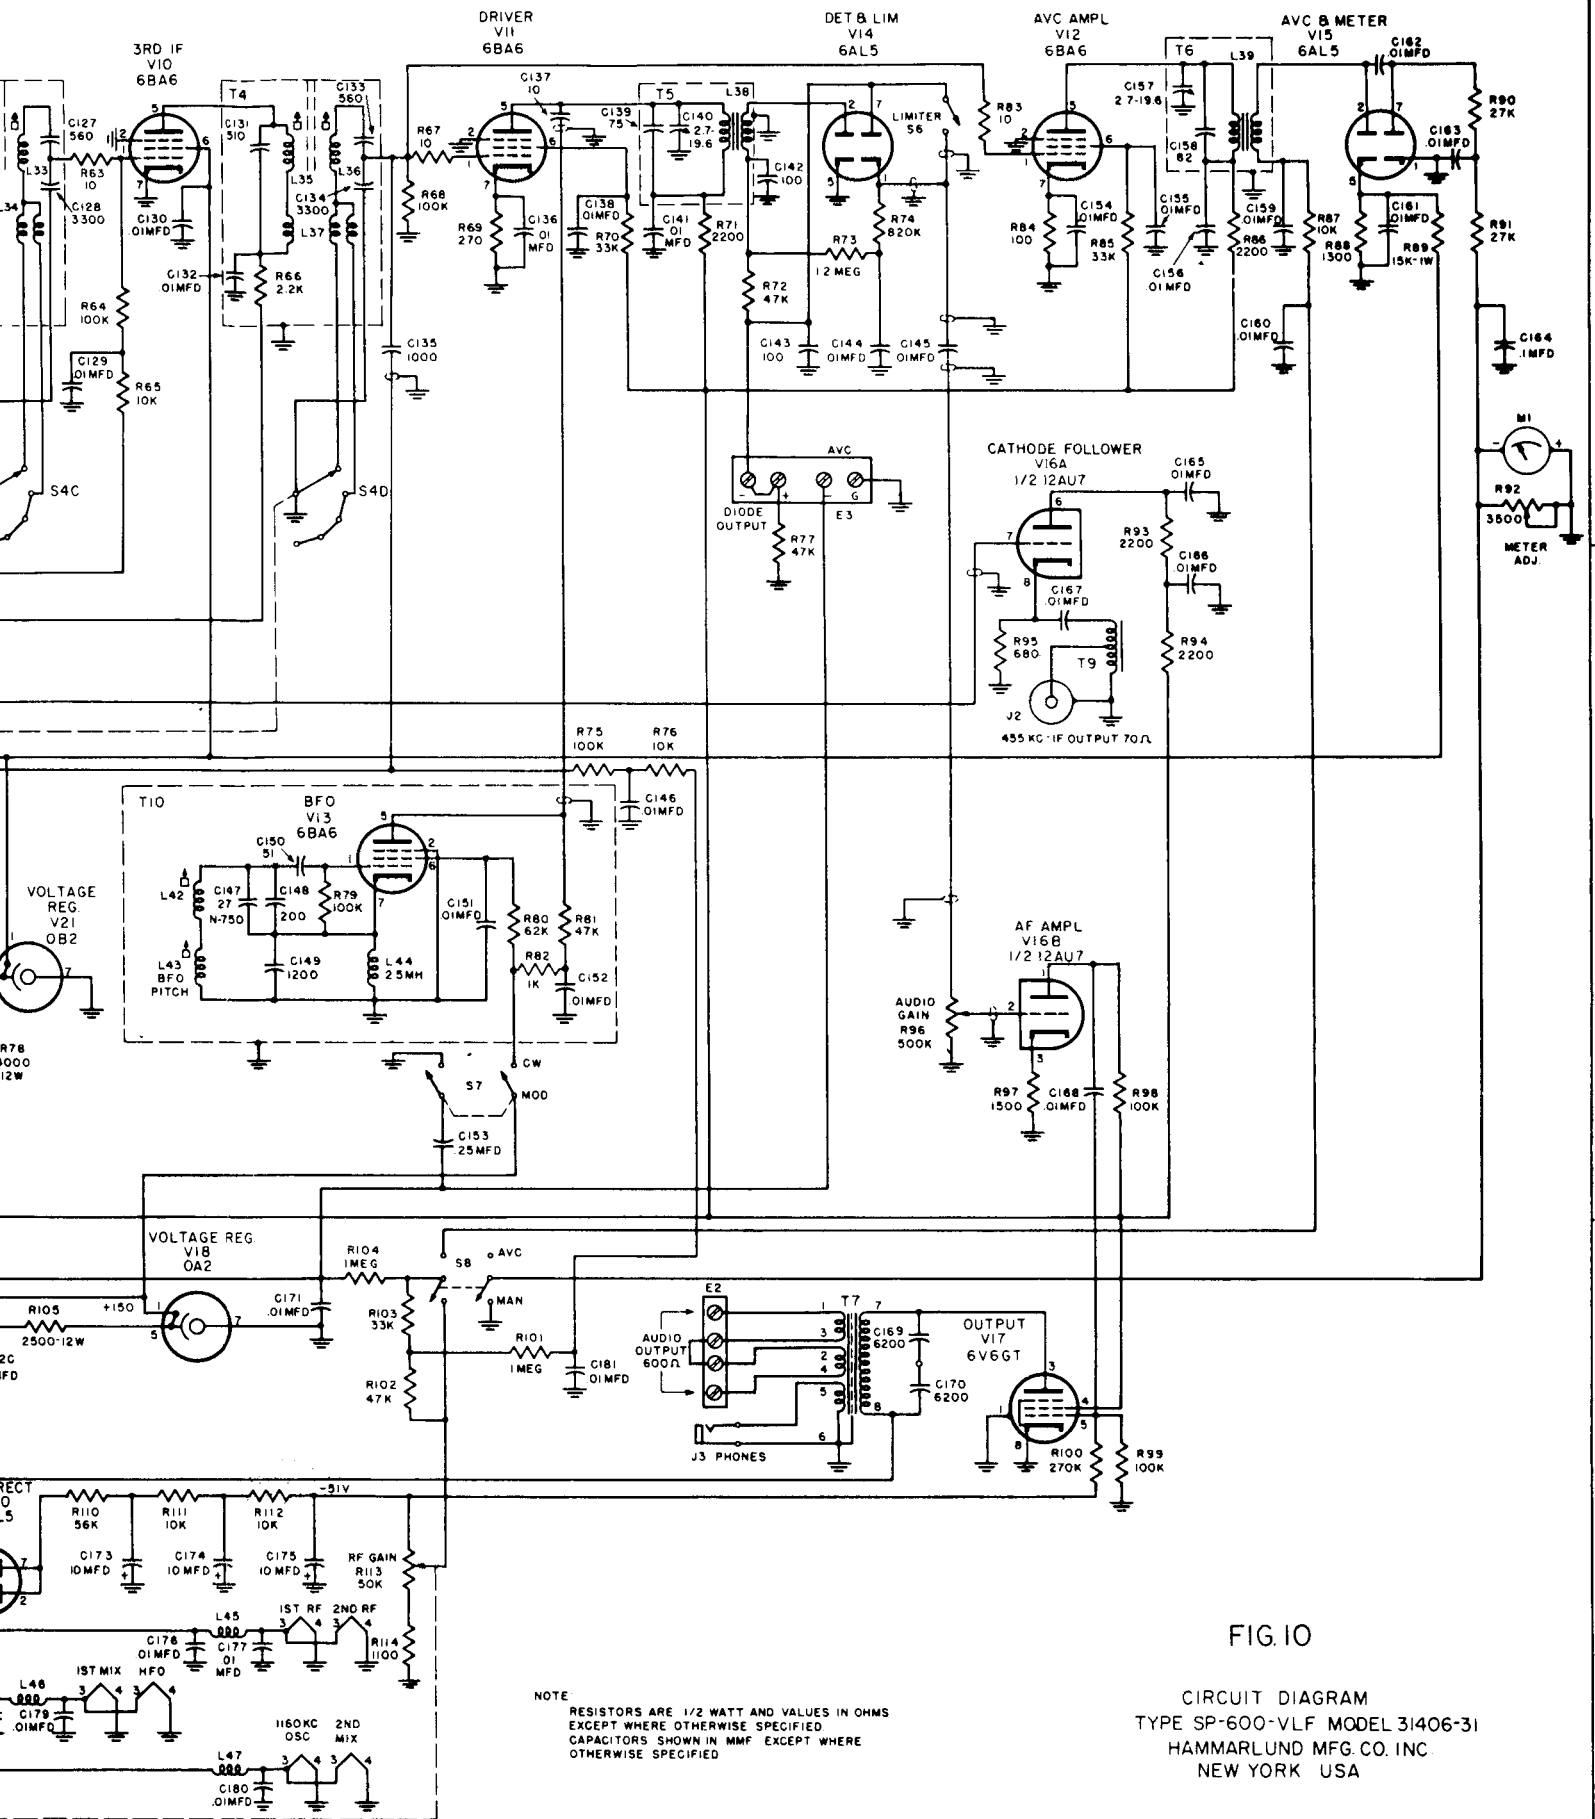 DRIVER
V11
6BA6
DET & LIM
V14
6AL5
AVC AMPL
V12
6BA6
AVC & METER
V15
6AL5
3RD IF
V10
6BA6
T4
C131
510
C133
560
C127
560
R63
10
L33
C128
3300
L34
C130
.01MFD
L35
L36
C134
3300
L37
C132
.01MFD
R66
2.2K
R64
100K
C129
.01MFD
R65
10K
S4C
S4D
R67
10
R68
100K
C135
1000
C137
10
R69
270
C136
.01
MFD
C138
.01MFD
R70
33K
C139
75
T5
C140
2.7-
19.6
L38
C141
.01
MFD
R71
2200
C142
100
R72
47K
R73
1.2 MEG
R74
820K
C143
100
C144
.01MFD
C145
.01MFD
LIMITER
S6
R83
10
R84
100
C154
.01MFD
R85
33K
C155
.01MFD
C156
.01MFD
T6
C157
2.7-19.6
L39
C158
82
R86
2200
C159
.01MFD
R87
10K
C160
.01MFD
C162
.01MFD
C163
.01MFD
R90
27K
C161
.01MFD
R88
1300
R89
15K-1W
R91
27K
C164
.1MFD
M1
R92
3500
METER
ADJ.
AVC
G
DIODE
OUTPUT
E3
R77
47K
CATHODE FOLLOWER
V16A
1/2 12AU7
C165
.01MFD
R93
2200
C166
.01MFD
C167
.01MFD
R95
680
T9
R94
2200
J2
455 KC-IF OUTPUT 70Ω
R75
100K
R76
10K
C146
.01MFD
T10
BFO
V13
6BA6
C150
51
L42
C147
27
N-750
C148
200
R79
100K
C151
.01MFD
R80
62K
R81
47K
R82
1K
L43
BFO
PITCH
C149
1200
L44
2.5MH
C152
.01MFD
VOLTAGE
REG.
V21
OB2
R78
12W
S7
CW
MOD
C153
.25MFD
AF AMPL
V16B
1/2 12AU7
AUDIO
GAIN
R96
500K
R97
1500
C168
.01MFD
R98
100K
VOLTAGE REG.
V18
OA2
R104
1MEG
S8
AVC
MAN
+150
R105
2500-12W
C171
.01MFD
R103
33K
R101
1MEG
C181
.01MFD
R102
47K
E2
AUDIO
OUTPUT
600Ω
T7
C169
6200
C170
6200
OUTPUT
V17
6V6GT
J3 PHONES
R100
270K
R99
100K
-51V
R110
56K
R111
10K
R112
10K
C173
10MFD
C174
10MFD
C175
10MFD
RF GAIN
R113
50K
R114
1100
L45
1ST RF
2ND RF
C176
.01MFD
C177
.01
MFD
1ST MIX
HFO
L46
C179
.01MFD
1160KC
OSC
2ND
MIX
L47
C180
.01MFD
NOTE:
RESISTORS ARE 1/2 WATT AND VALUES IN OHMS
EXCEPT WHERE OTHERWISE SPECIFIED.
CAPACITORS SHOWN IN MMF EXCEPT WHERE
OTHERWISE SPECIFIED
FIG. 10
CIRCUIT DIAGRAM
TYPE SP-600-VLF MODEL 31406-31
HAMMARLUND MFG. CO. INC.
NEW YORK USA